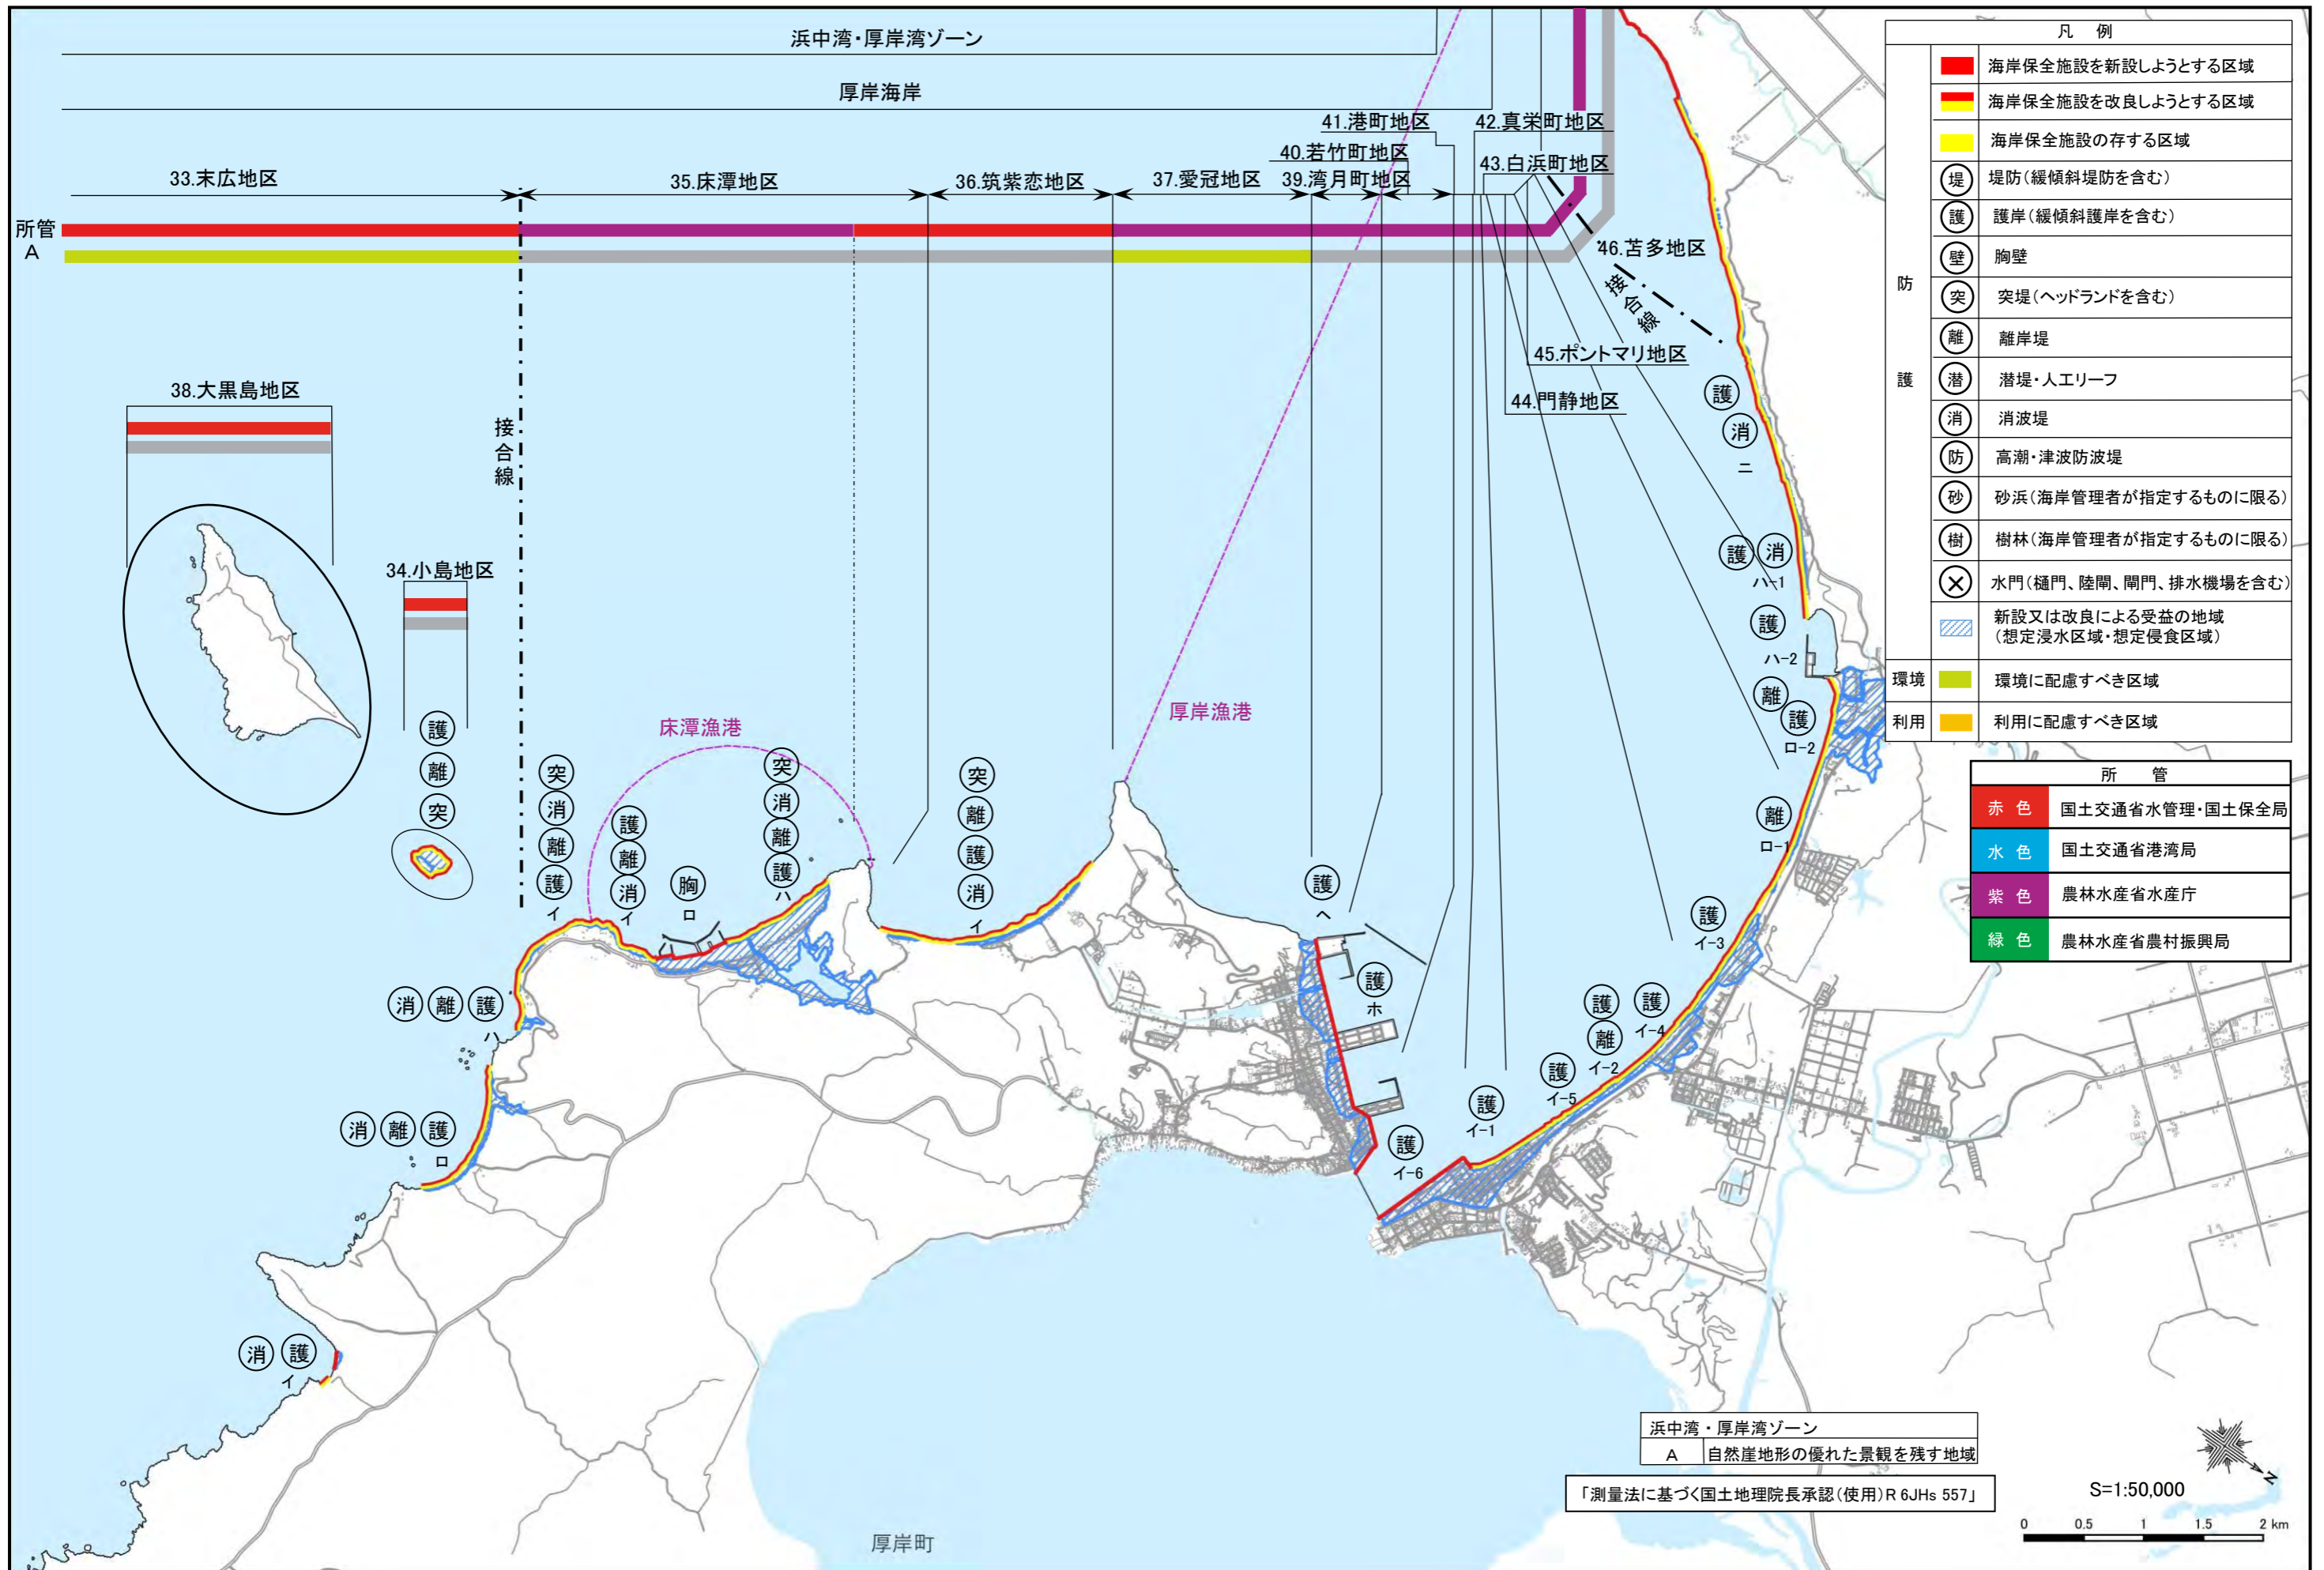 浜中湾・厚岸湾ゾーン
厚岸海岸
33.末広地区
35.床潭地区
36.筑紫恋地区
37.愛冠地区
39.湾月町地区
40.若竹町地区
41.港町地区
42.真栄町地区
43.白浜町地区
46.苫多地区
45.ポントマリ地区
44.門静地区
所管
A
接合線
接合線
38.大黒島地区
34.小島地区
護
離
突
床潭漁港
厚岸漁港
突
消
離
護
イ
護
離
消
イ
胸
ロ
突
消
離
護
ハ
突
離
護
消
イ
護
ヘ
護
ホ
護
イ-6
護
イ-1
護
イ-5
護
離
イ-2
護
イ-4
護
イ-3
離
ロ-1
離
護
ロ-2
護
ハ-2
護 消
ハ-1
護
消
ニ
消 離 護
ハ
消 離 護
ロ
消 護
イ
厚岸町
凡 例
防護
海岸保全施設を新設しようとする区域
海岸保全施設を改良しようとする区域
海岸保全施設の存する区域
堤 堤防(緩傾斜堤防を含む)
護 護岸(緩傾斜護岸を含む)
壁 胸壁
突 突堤(ヘッドランドを含む)
離 離岸堤
潜 潜堤・人工リーフ
消 消波堤
防 高潮・津波防波堤
砂 砂浜(海岸管理者が指定するものに限る)
樹 樹林(海岸管理者が指定するものに限る)
水門(樋門、陸閘、閘門、排水機場を含む)
新設又は改良による受益の地域
(想定浸水区域・想定侵食区域)
環境 環境に配慮すべき区域
利用 利用に配慮すべき区域
所 管
赤 色 国土交通省水管理・国土保全局
水 色 国土交通省港湾局
紫 色 農林水産省水産庁
緑 色 農林水産省農村振興局
浜中湾・厚岸湾ゾーン
A 自然崖地形の優れた景観を残す地域
「測量法に基づく国土地理院長承認(使用)R 6JHs 557」
N
S=1:50,000
0 0.5 1 1.5 2 km